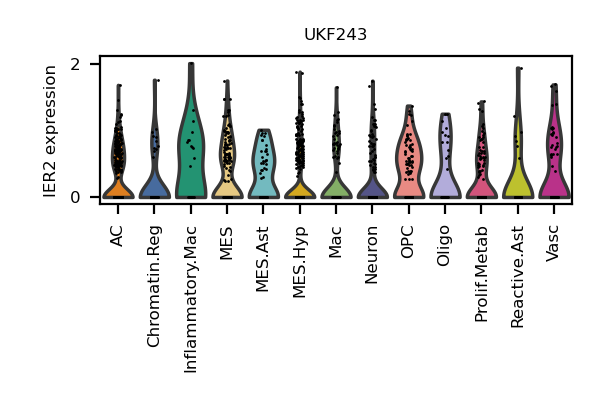 UKF243
IER2 expression
2
0
AC
Chromatin.Reg
Inflammatory.Mac
MES
MES.Ast
MES.Hyp
Mac
Neuron
OPC
Oligo
Prolif.Metab
Reactive.Ast
Vasc